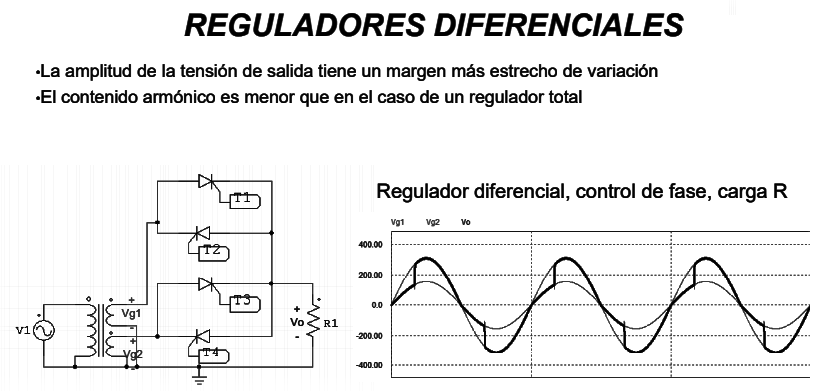 REGULADORES DIFERENCIALES
•La amplitud de la tensión de salida tiene un margen más estrecho de variación
•El contenido armónico es menor que en el caso de un regulador total
Regulador diferencial, control de fase, carga R
T1
T2
T3
T4
V1
+
Vg1
-
+
Vg2
-
+
Vo
-
R1
Vg1 Vg2 Vo
400.00
200.00
0.0
-200.00
-400.00